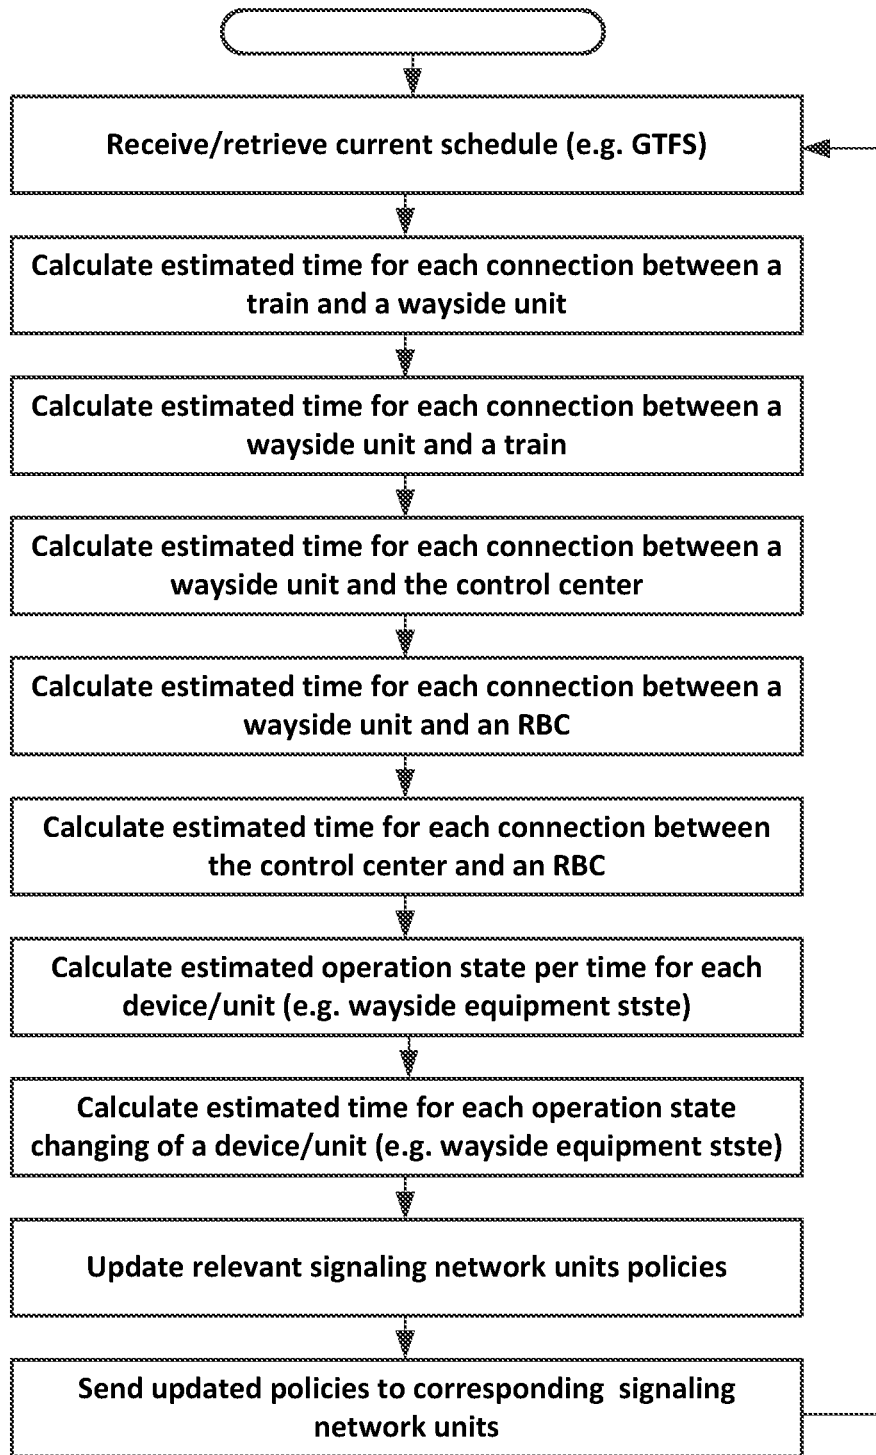 Receive/retrieve current schedule (e.g. GTFS)
Calculate estimated time for each connection between a
train and a wayside unit
Calculate estimated time for each connection between a
wayside unit and a train
Calculate estimated time for each connection between a
wayside unit and the control center
Calculate estimated time for each connection between a
wayside unit and an RBC
Calculate estimated time for each connection between
the control center and an RBC
Calculate estimated operation state per time for each
device/unit (e.g. wayside equipment stste)
Calculate estimated time for each operation state
changing of a device/unit (e.g. wayside equipment stste)
Update relevant signaling network units policies
Send updated policies to corresponding signaling
network units